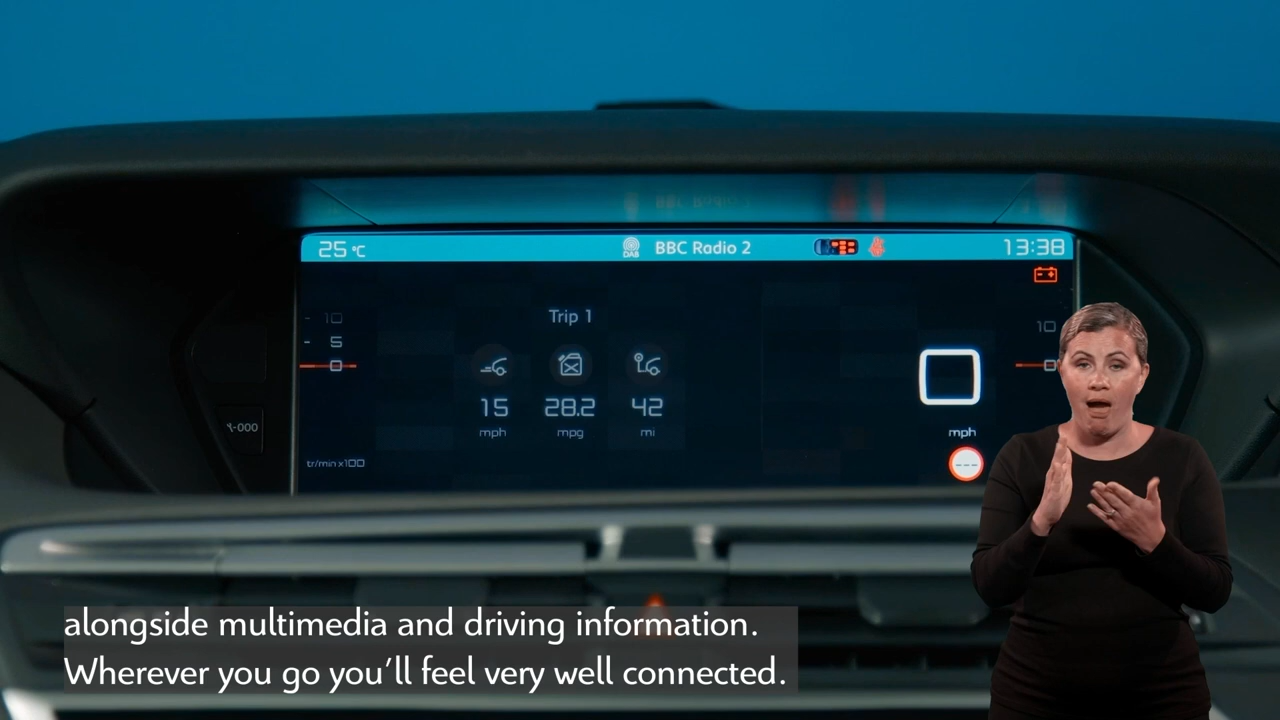 25 °C
DAB
BBC Radio 2
13:38
- 10
- 5
0
Trip 1
15
28.2
42
mph
mpg
mi
tr/min x100
10
0
mph
---
-000
alongside multimedia and driving information.
Wherever you go you'll feel very well connected.